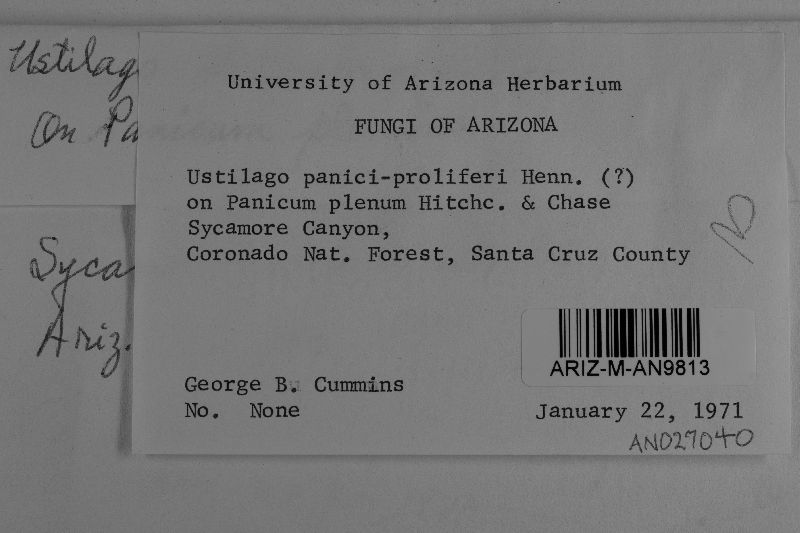 Ustilag
On Pa
Syca
Ariz.
University of Arizona Herbarium
FUNGI OF ARIZONA
Ustilago panici-proliferi Henn. (?)
on Panicum plenum Hitchc. & Chase
Sycamore Canyon,
Coronado Nat. Forest, Santa Cruz County
ARIZ-M-AN9813
George B. Cummins
No. None
January 22, 1971
AN027040